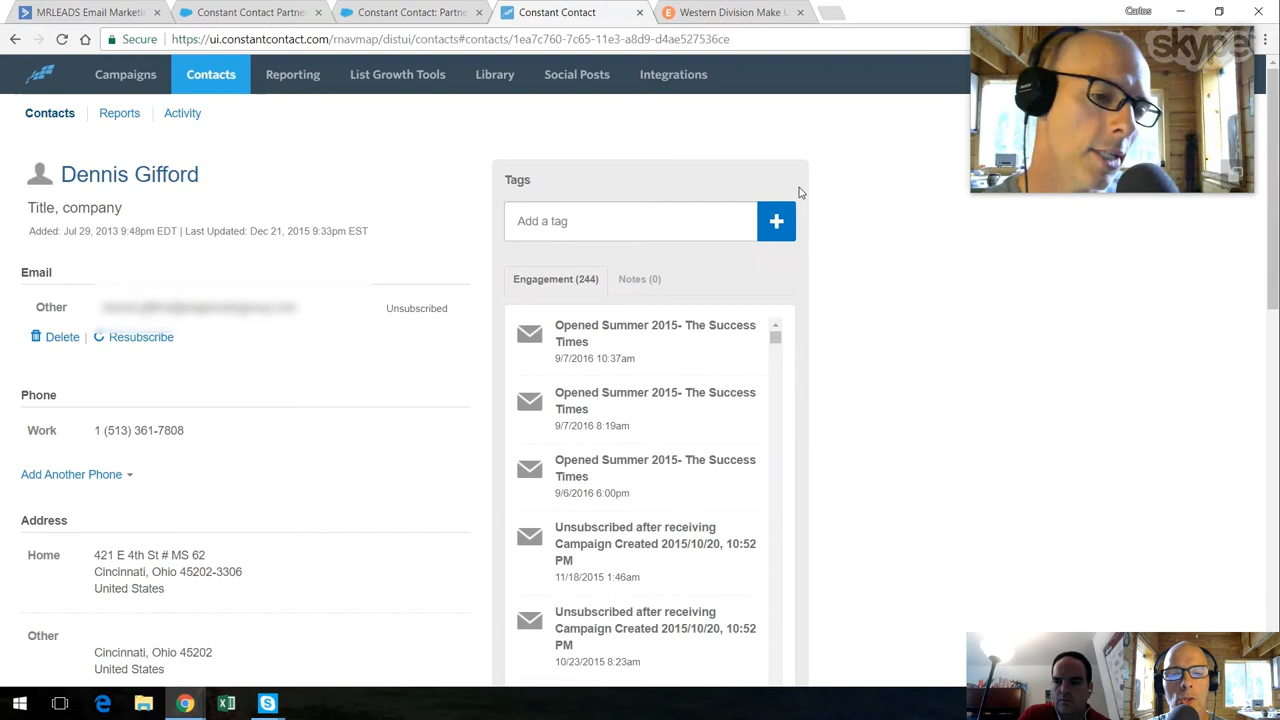 MRLEADS Email Marketi
Constant Contact Partne
Constant Contact: Partne
Constant Contact
Western Division Make U
Carlos
Secure
https://ui.constantcontact.com/rnavmap/distui/contacts#contacts/1ea7c760-7c65-11e3-a8d9-d4ae527536ce
skype
Campaigns
Contacts
Reporting
List Growth Tools
Library
Social Posts
Integrations
Contacts
Reports
Activity
Dennis Gifford
Title, company
Added: Jul 29, 2013 9:48pm EDT | Last Updated: Dec 21, 2015 9:33pm EST
Email
Other
Unsubscribed
Delete | Resubscribe
Phone
Work 1 (513) 361-7808
Add Another Phone
Address
Home 421 E 4th St # MS 62
Cincinnati, Ohio 45202-3306
United States
Other
Cincinnati, Ohio 45202
United States
Tags
Add a tag
Engagement (244)
Notes (0)
Opened Summer 2015- The Success
Times
9/7/2016 10:37am
Opened Summer 2015- The Success
Times
9/7/2016 8:19am
Opened Summer 2015- The Success
Times
9/6/2016 6:00pm
Unsubscribed after receiving
Campaign Created 2015/10/20, 10:52
PM
11/18/2015 1:46am
Unsubscribed after receiving
Campaign Created 2015/10/20, 10:52
PM
10/23/2015 8:23am